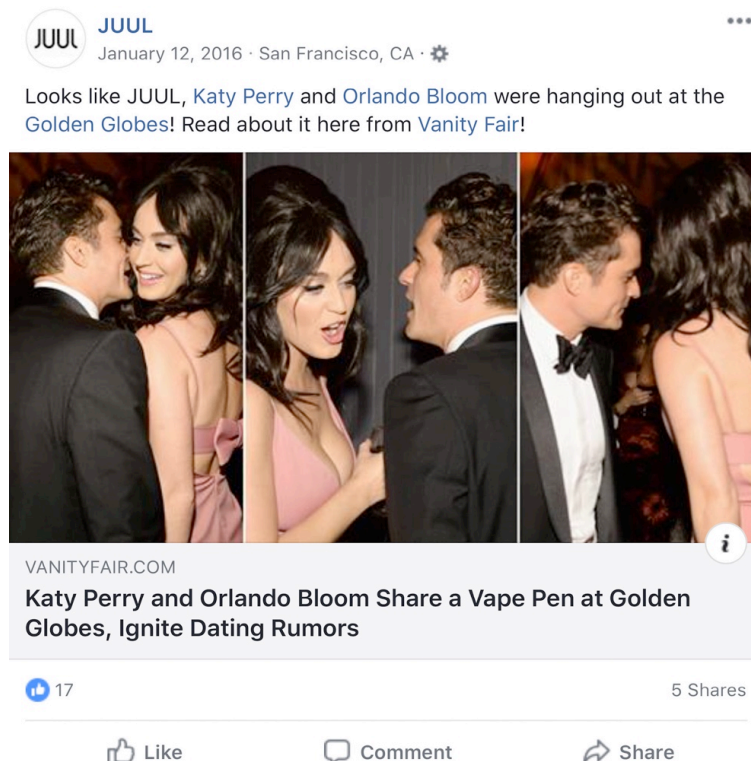 JUUL
JUUL
January 12, 2016 · San Francisco, CA ·
Looks like JUUL, Katy Perry and Orlando Bloom were hanging out at the
Golden Globes! Read about it here from Vanity Fair!
i
VANITYFAIR.COM
Katy Perry and Orlando Bloom Share a Vape Pen at Golden
Globes, Ignite Dating Rumors
17
5 Shares
Like
Comment
Share